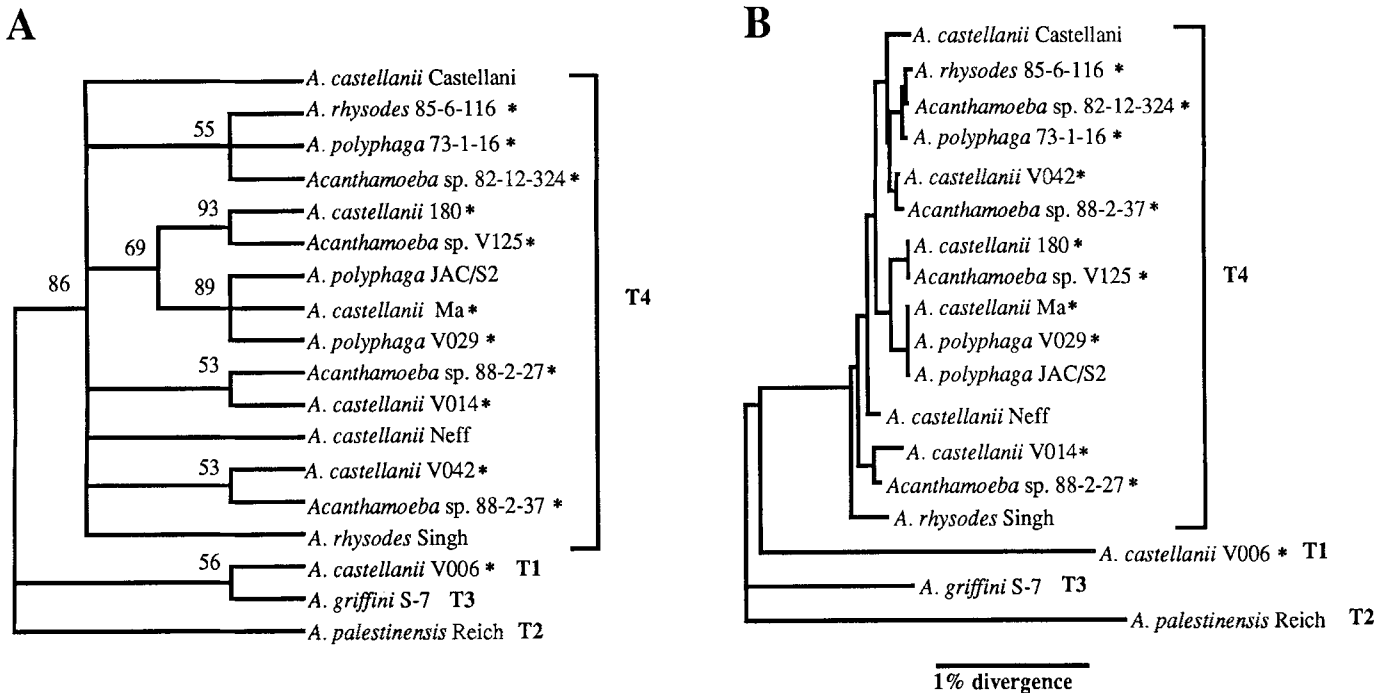 A
A. castellanii Castellani
A. rhysodes 85-6-116 *
55
A. polyphaga 73-1-16 *
Acanthamoeba sp. 82-12-324 *
93
A. castellanii 180 *
Acanthamoeba sp. V125 *
69
A. polyphaga JAC/S2
86
89
A. castellanii Ma *
T4
A. polyphaga V029 *
53
Acanthamoeba sp. 88-2-27 *
A. castellanii V014 *
A. castellanii Neff
53
A. castellanii V042 *
Acanthamoeba sp. 88-2-37 *
A. rhysodes Singh
56
A. castellanii V006 * T1
A. griffini S-7 T3
A. palestinensis Reich T2
B
A. castellanii Castellani
A. rhysodes 85-6-116 *
Acanthamoeba sp. 82-12-324 *
A. polyphaga 73-1-16 *
A. castellanii V042 *
Acanthamoeba sp. 88-2-37 *
A. castellanii 180 *
Acanthamoeba sp. V125 *
T4
A. castellanii Ma *
A. polyphaga V029 *
A. polyphaga JAC/S2
A. castellanii Neff
A. castellanii V014 *
Acanthamoeba sp. 88-2-27 *
A. rhysodes Singh
A. castellanii V006 * T1
A. griffini S-7 T3
A. palestinensis Reich T2
1% divergence